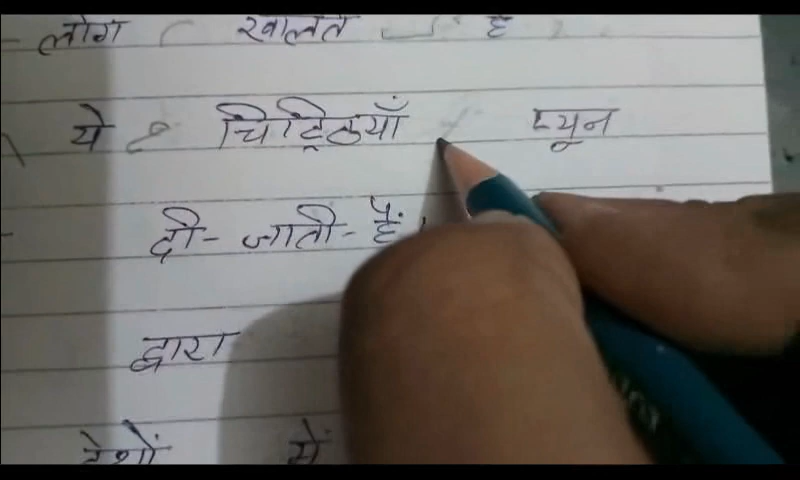 लोग खोलते हैं
ये चिट्ठियाँ प्यून
दी जाती हैं।
द्वारा
देशों में